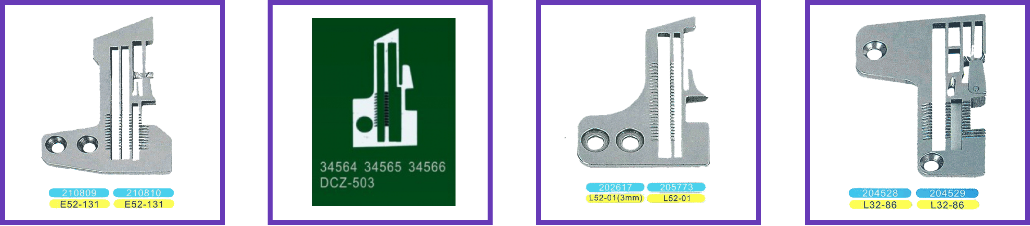 210809 210810
E52-131 E52-131
34564 34565 34566
DCZ-503
202617 205773
L52-01(3mm) L52-01
204528 204529
L32-86 L32-86